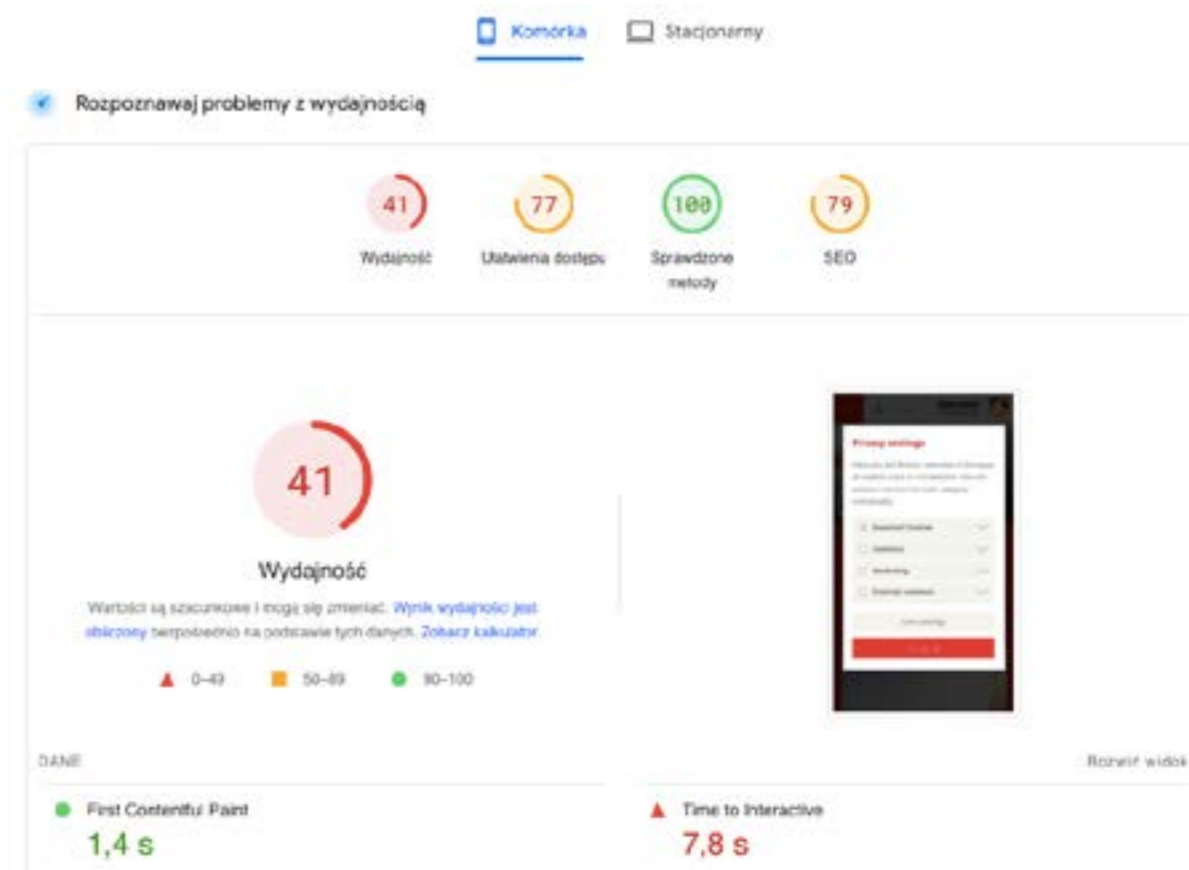 Komórka
Stacjonarny
Rozpoznawaj problemy z wydajnością
41
77
100
79
Wydajność
Ułatwienia dostępu
Sprawdzone
metody
SEO
41
Wydajność
Wartości są szacunkowe i mogą się zmieniać. Wynik wydajności jest
obliczony bezpośrednio na podstawie tych danych. Zobacz kalkulator
0–49
50–89
90–100
Privacy settings
DANE
Rozwiń widok
First Contentful Paint
1,4 s
Time to Interactive
7,8 s